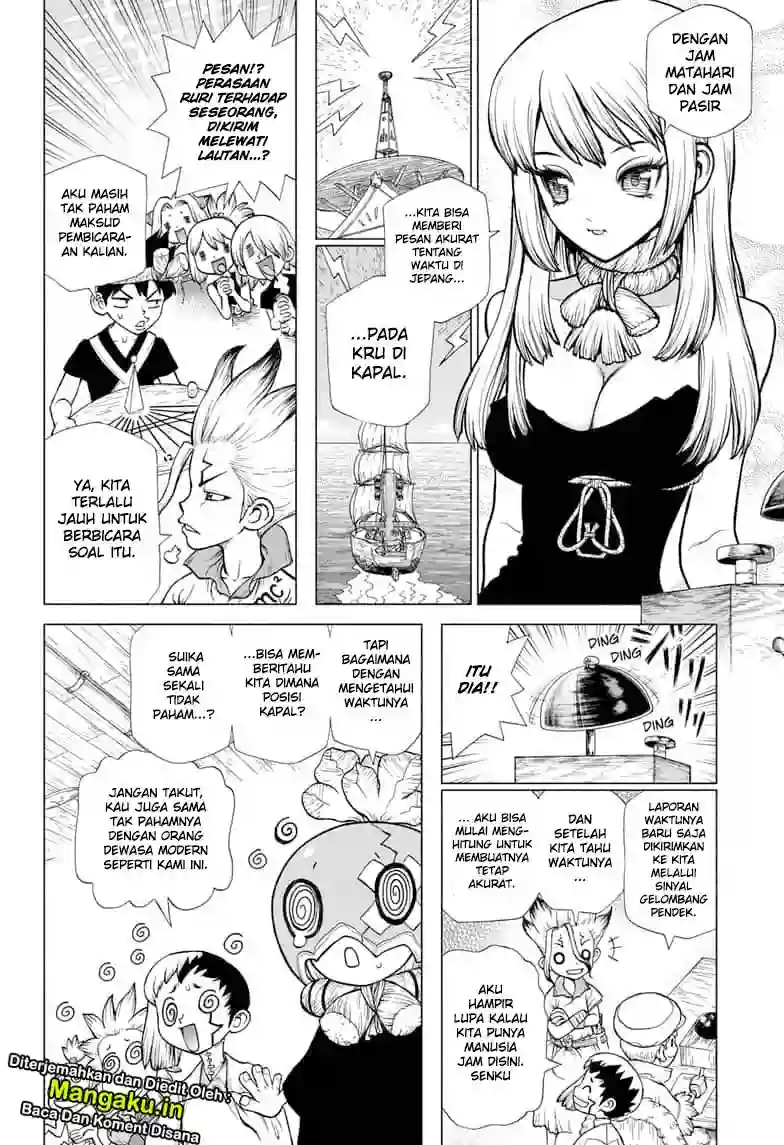 DENGAN
JAM
MATAHARI
DAN JAM
PASIR
...KITA BISA
MEMBERI
PESAN AKURAT
TENTANG
WAKTU DI
JEPANG...
...PADA
KRU DI
KAPAL.
PESAN!?
PERASAAN
RURI TERHADAP
SESEORANG,
DIKIRIM
MELEWATI
LAUTAN...?
AKU MASIH
TAK PAHAM
MAKSUD
PEMBICARA-
AN KALIAN.
YA, KITA
TERLALU
JAUH UNTUK
BERBICARA
SOAL ITU.
mc²
DING
DING
DING
ITU
DIA!!
TAPI
BAGAIMANA
DENGAN
MENGETAHUI
WAKTUNYA
...
...BISA MEM-
BERITAHU
KITA DIMANA
POSISI
KAPAL?
SUIKA
SAMA
SEKALI
TIDAK
PAHAM...?
JANGAN TAKUT,
KAU JUGA SAMA
TAK PAHAMNYA
DENGAN ORANG
DEWASA MODERN
SEPERTI KAMI INI.
LAPORAN
WAKTUNYA
BARU SAJA
DIKIRIMKAN
KE KITA
MELALUI
SINYAL
GELOMBANG
PENDEK.
DAN
SETELAH
KITA TAHU
WAKTUNYA
...
... AKU BISA
MULAI MENG-
HITUNG UNTUK
MEMBUATNYA
TETAP
AKURAT.
AKU
HAMPIR
LUPA KALAU
KITA PUNYA
MANUSIA
JAM DISINI.
SENKU
Diterjemahkan dan Diedit Oleh :
Mangaku.in
Baca Dan Koment Disana